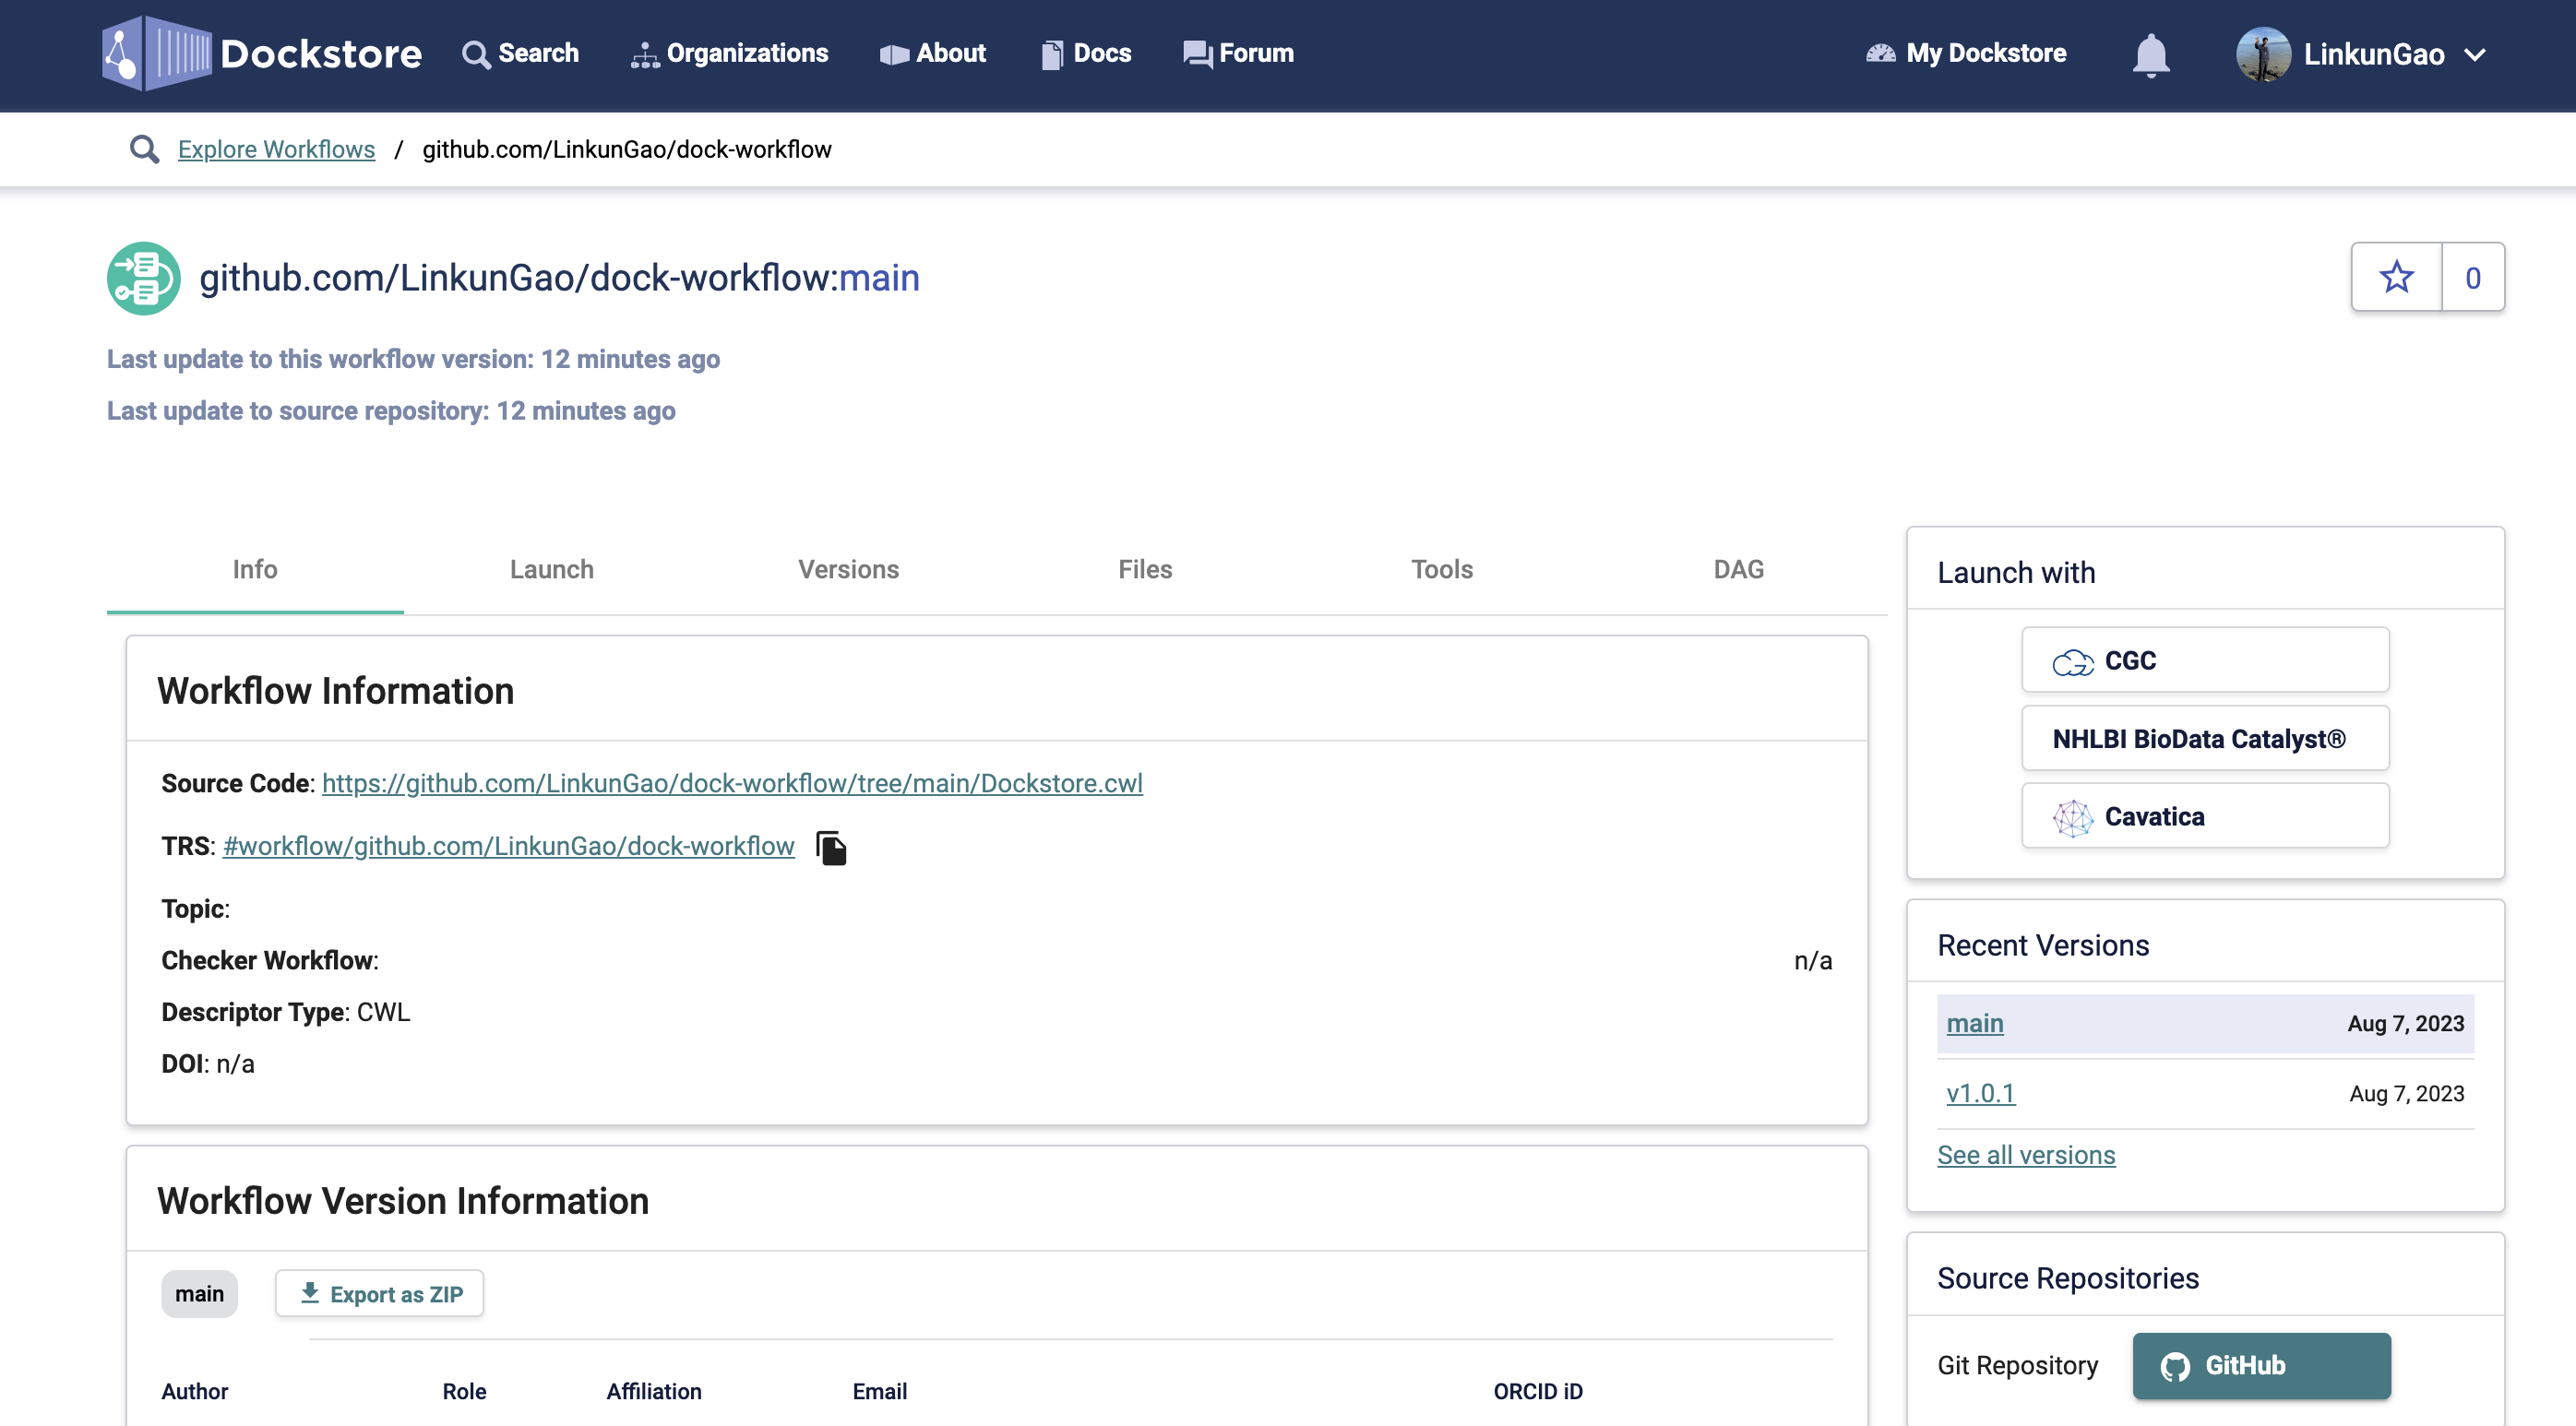 Dockstore Search Organizations About Docs Forum My Dockstore LinkunGao
Explore Workflows / github.com/LinkunGao/dock-workflow
github.com/LinkunGao/dock-workflow:main
0
Last update to this workflow version: 12 minutes ago
Last update to source repository: 12 minutes ago
Info Launch Versions Files Tools DAG
Workflow Information
Source Code: https://github.com/LinkunGao/dock-workflow/tree/main/Dockstore.cwl
TRS: #workflow/github.com/LinkunGao/dock-workflow
Topic:
Checker Workflow: n/a
Descriptor Type: CWL
DOI: n/a
Workflow Version Information
main Export as ZIP
Author Role Affiliation Email ORCID iD
Launch with
CGC
NHLBI BioData Catalyst®
Cavatica
Recent Versions
main Aug 7, 2023
v1.0.1 Aug 7, 2023
See all versions
Source Repositories
Git Repository GitHub